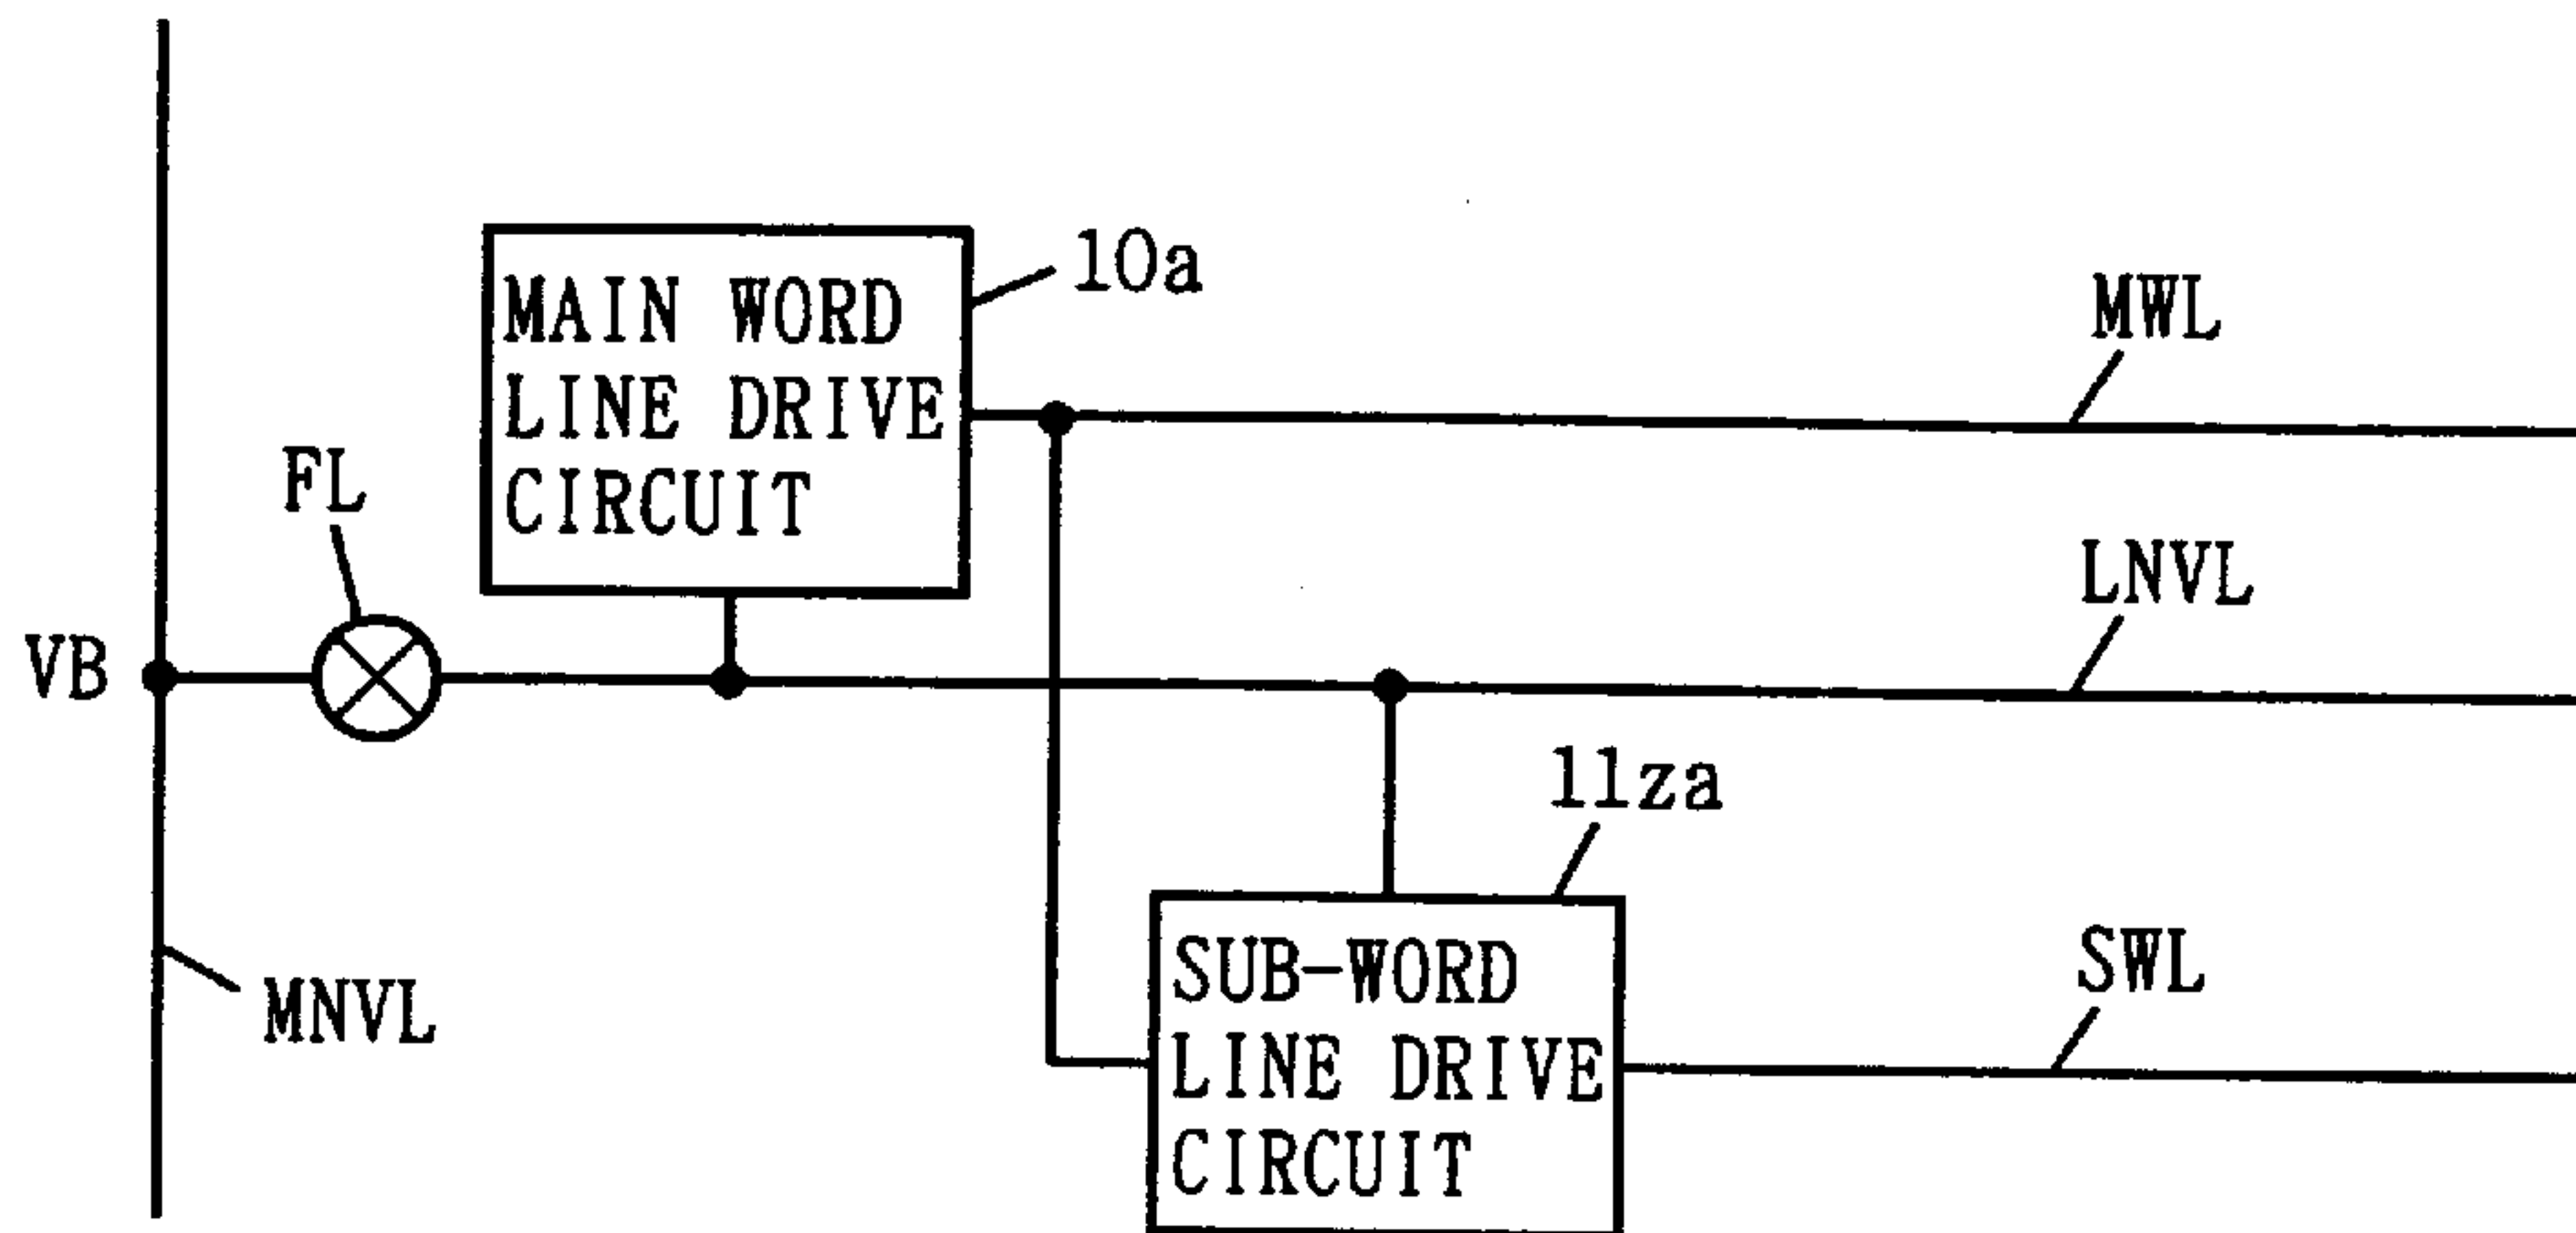 MAIN WORD
LINE DRIVE
CIRCUIT
10a
MWL
FL
LNVL
VB
11za
SUB-WORD
LINE DRIVE
CIRCUIT
SWL
MNVL